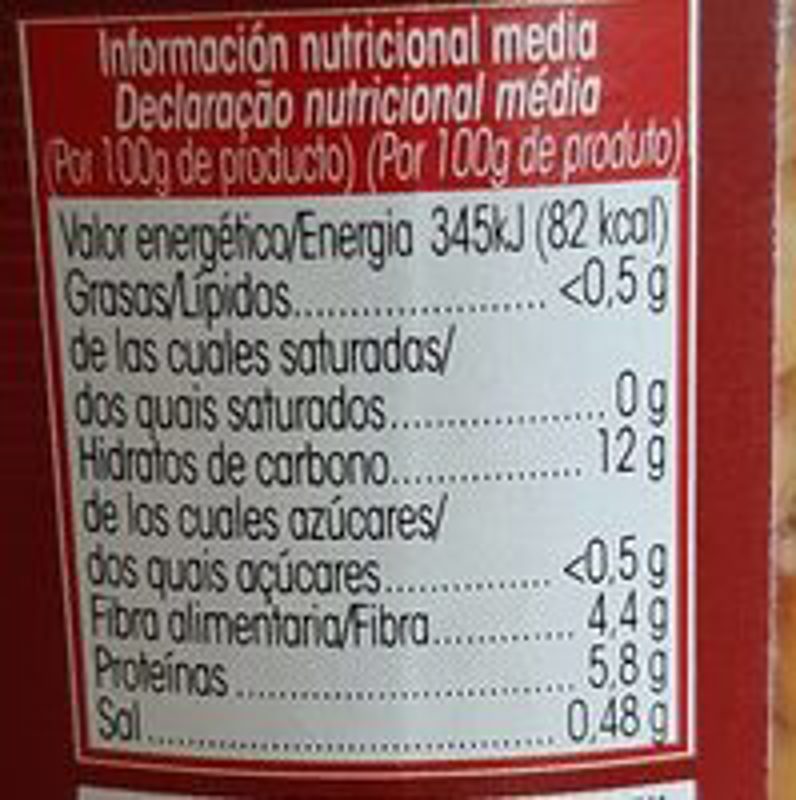 Información nutricional media
Declaração nutricional média
(Por 100g de producto) (Por 100g de produto)
Valor energético/Energia 345kJ (82 kcal)
Grasas/Lípidos.................... <0,5 g
de las cuales saturadas/
dos quais saturados................ 0 g
Hidratos de carbono................ 12 g
de los cuales azúcares/
dos quais açúcares............... <0,5 g
Fibra alimentaria/Fibra............. 4,4 g
Proteínas .......................... 5,8 g
Sal ................................ 0,48 g